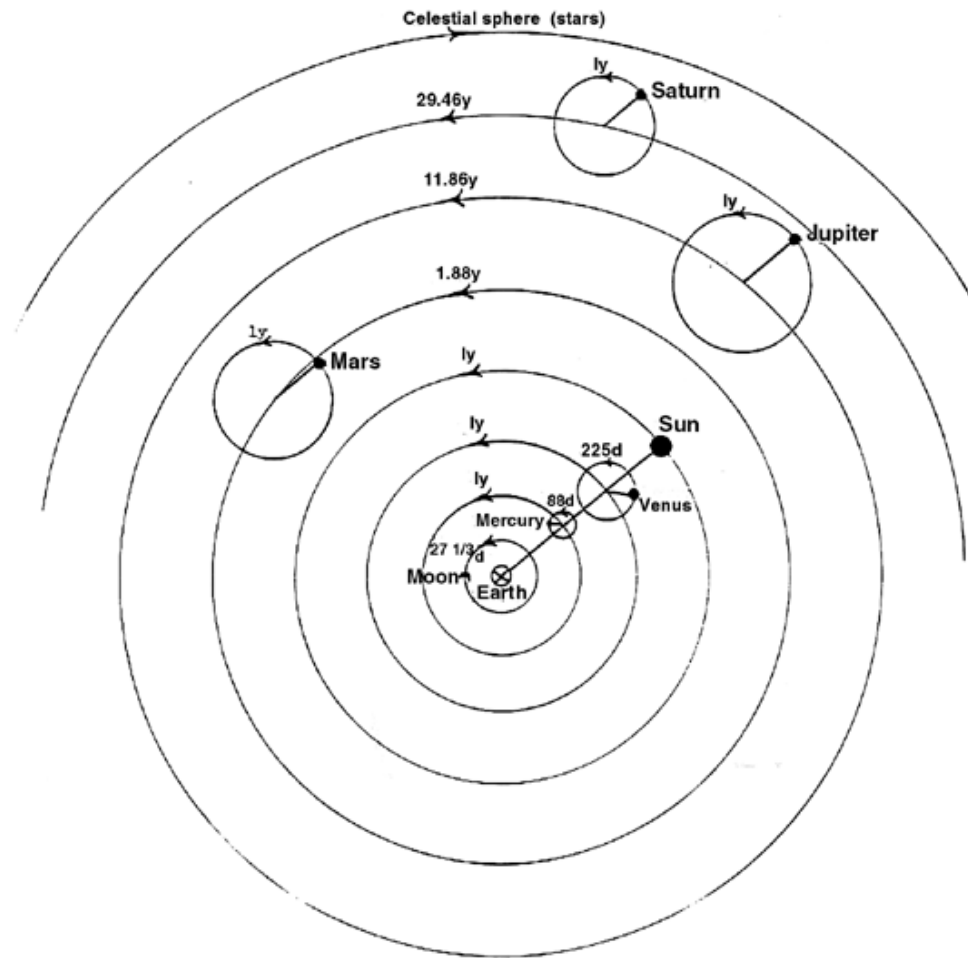 Celestial sphere (stars)
ly
Saturn
29.46y
11.86y
ly
Jupiter
1.88y
1y
Mars
ly
Sun
ly
225d
ly
88d
Venus
Mercury
27 1/3d
Moon
Earth